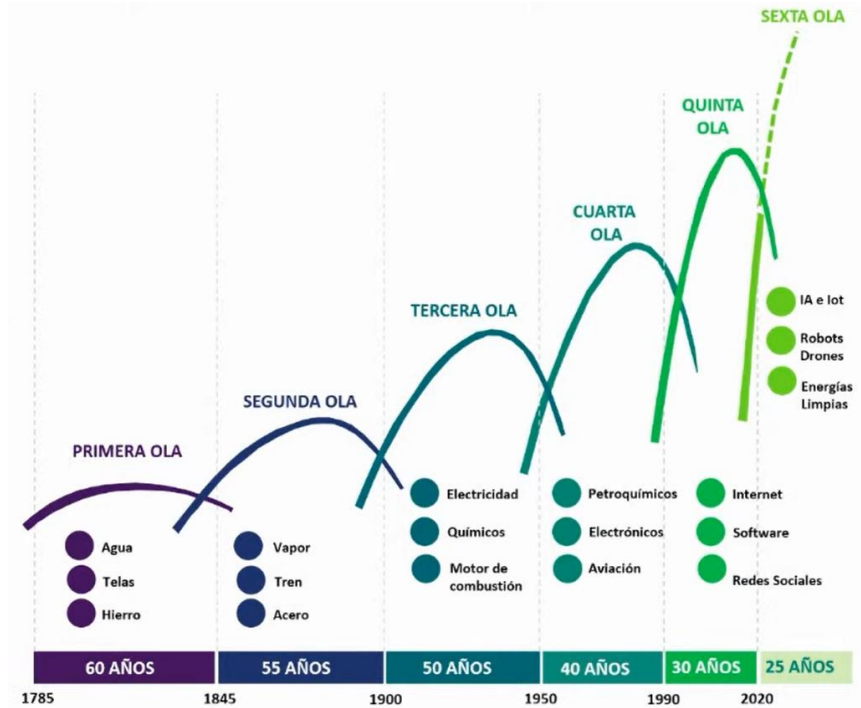 SEXTA OLA
QUINTA
OLA
CUARTA
OLA
TERCERA OLA
SEGUNDA OLA
PRIMERA OLA
Agua
Telas
Hierro
Vapor
Tren
Acero
Electricidad
Químicos
Motor de
combustión
Petroquímicos
Electrónicos
Aviación
Internet
Software
Redes Sociales
IA e Iot
Robots
Drones
Energías
Limpias
60 AÑOS
55 AÑOS
50 AÑOS
40 AÑOS
30 AÑOS
25 AÑOS
1785
1845
1900
1950
1990
2020